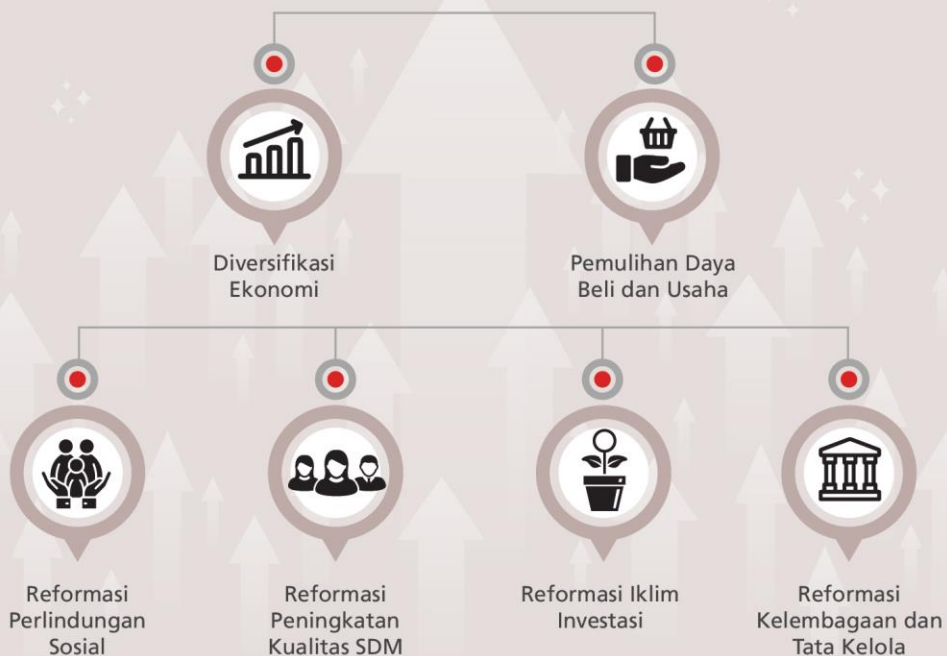 Diversifikasi
Ekonomi
Pemulihan Daya
Beli dan Usaha
Reformasi
Perlindungan
Sosial
Reformasi
Peningkatan
Kualitas SDM
Reformasi Iklim
Investasi
Reformasi
Kelembagaan dan
Tata Kelola